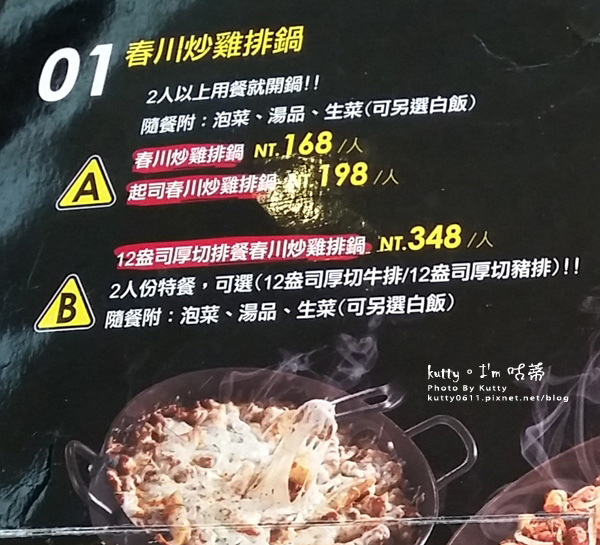 01 春川炒雞排鍋
2人以上用餐就開鍋!!
隨餐附：泡菜、湯品、生菜(可另選白飯)
A
春川炒雞排鍋 NT.168/人
起司春川炒雞排鍋 NT 198/人
12盎司厚切排餐春川炒雞排鍋 NT.348/人
B
2人份特餐，可選(12盎司厚切牛排/12盎司厚切豬排)!!
隨餐附：泡菜、湯品、生菜(可另選白飯)
kutty。I'm 咕蒂
Photo By Kutty
kutty0611.pixnet.net/blog